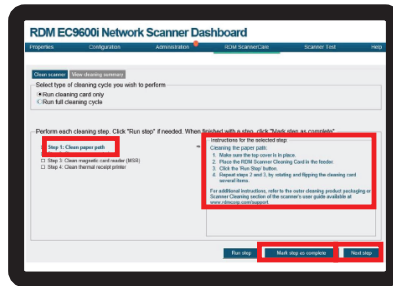 RDM EC9600i Network Scanner Dashboard
Properties Configuration Administration RDM ScannerCare Scanner Test Help
Clean scanner View cleaning summary
Select type of cleaning cycle you wish to perform
Run cleaning card only
Run full cleaning cycle
Perform each cleaning step. Click "Run step" if needed. When finished with a step, click "Mark step as complete"
Instructions for the selected step
Step 1: Clean paper path
Cleaning the paper path
1. Make sure the top cover is in place.
2. Place the RDM Scanner Cleaning Card in the feeder.
3. Click the 'Run Step' button.
4. Repeat steps 2 and 3, by rotating and flipping the cleaning card several times.
Step 3: Clean magnetic card reader (MSR)
Step 4: Clean thermal receipt printer
For additional instructions, refer to the outer cleaning product packaging or
Scanner Cleaning section of the scanner's user guide available at
www.rdmcorp.com/support.
Run step Mark step as complete Next step